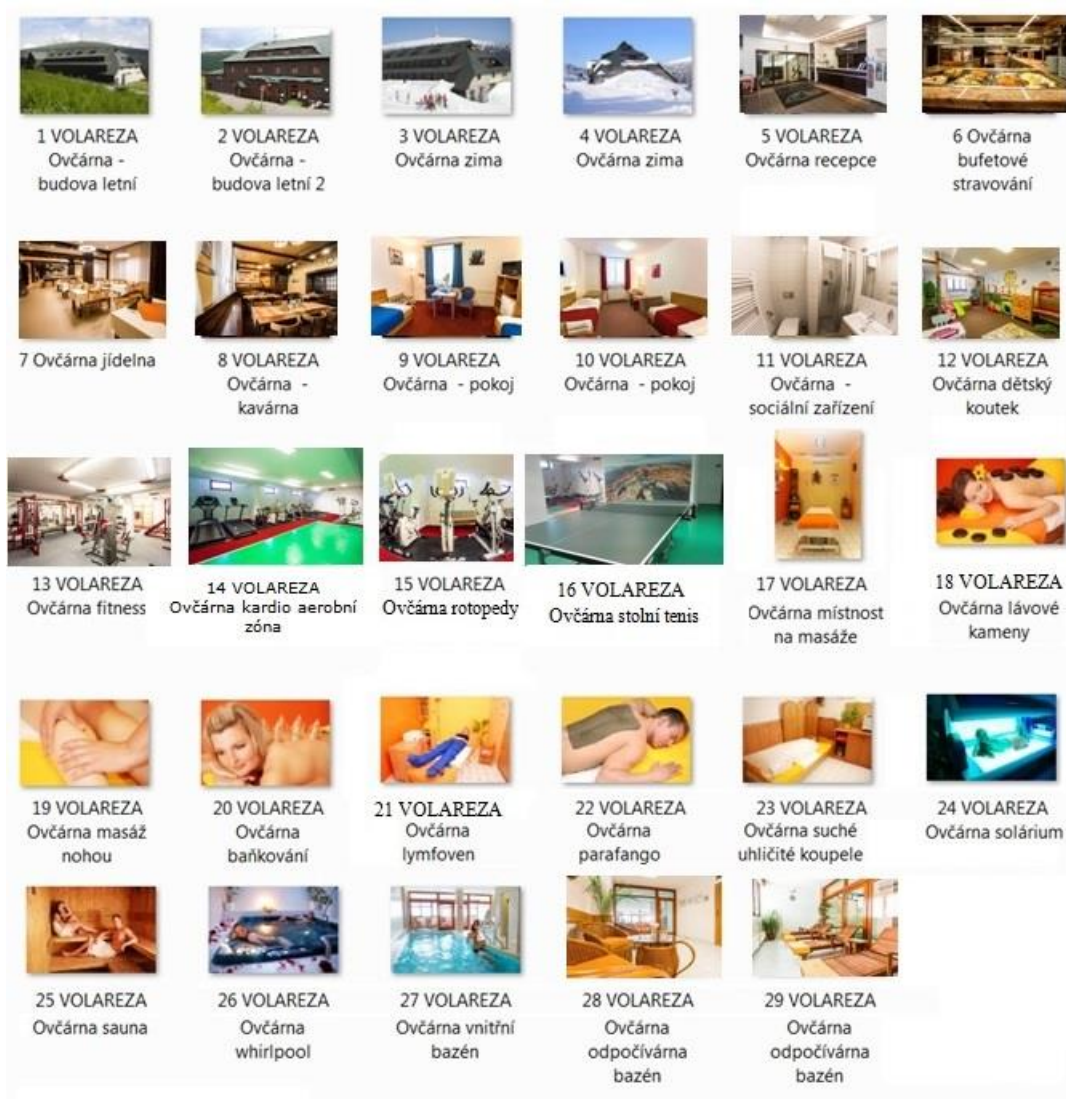 1 VOLAREZA
Ovčárna -
budova letní
2 VOLAREZA
Ovčárna -
budova letní 2
3 VOLAREZA
Ovčárna zima
4 VOLAREZA
Ovčárna zima
5 VOLAREZA
Ovčárna recepce
6 Ovčárna
bufetové
stravování
7 Ovčárna jídelna
8 VOLAREZA
Ovčárna -
kavárna
9 VOLAREZA
Ovčárna - pokoj
10 VOLAREZA
Ovčárna - pokoj
11 VOLAREZA
Ovčárna -
sociální zařízení
12 VOLAREZA
Ovčárna dětský
koutek
13 VOLAREZA
Ovčárna fitness
14 VOLAREZA
Ovčárna kardio aerobní
zóna
15 VOLAREZA
Ovčárna rotopedy
16 VOLAREZA
Ovčárna stolní tenis
17 VOLAREZA
Ovčárna místnost
na masáže
18 VOLAREZA
Ovčárna lávové
kameny
19 VOLAREZA
Ovčárna masáž
nohou
20 VOLAREZA
Ovčárna
baňkování
21 VOLAREZA
Ovčárna
lymfoven
22 VOLAREZA
Ovčárna
parafango
23 VOLAREZA
Ovčárna suché
uhličité koupele
24 VOLAREZA
Ovčárna solárium
25 VOLAREZA
Ovčárna sauna
26 VOLAREZA
Ovčárna
whirlpool
27 VOLAREZA
Ovčárna vnitřní
bazén
28 VOLAREZA
Ovčárna
odpočívárna
bazén
29 VOLAREZA
Ovčárna
odpočívárna
bazén